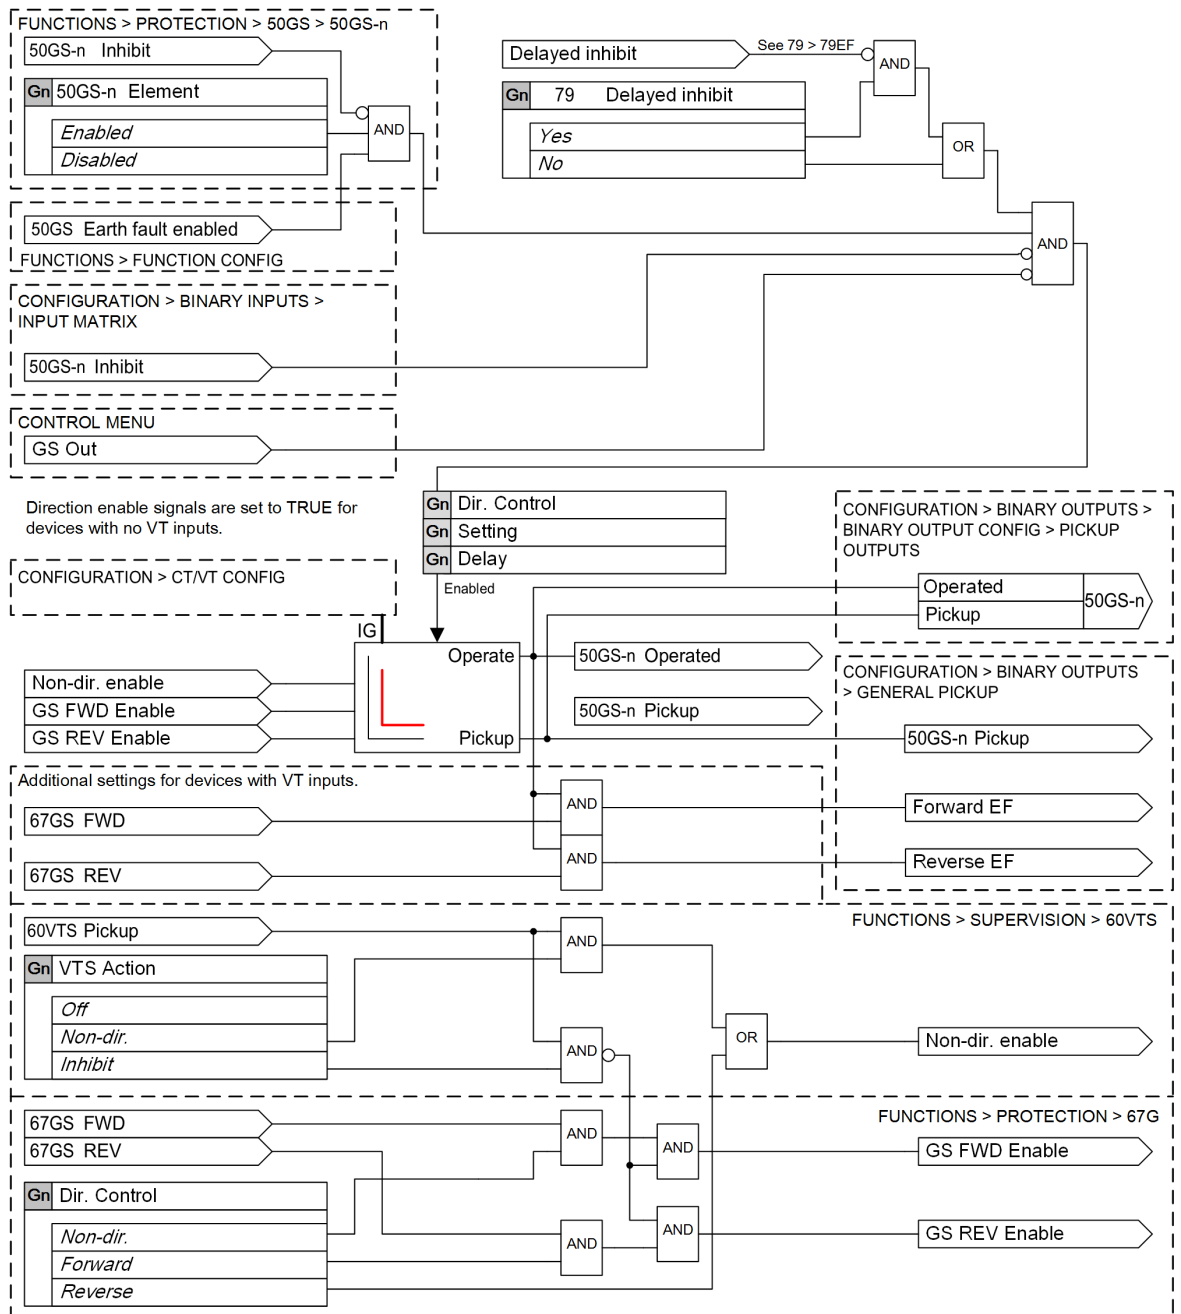 FUNCTIONS > PROTECTION > 50GS > 50GS-n
50GS-n Inhibit
Gn 50GS-n Element
Enabled
Disabled
AND
50GS Earth fault enabled
FUNCTIONS > FUNCTION CONFIG
Delayed inhibit
See 79 > 79EF
AND
Gn 79 Delayed inhibit
Yes
No
OR
AND
CONFIGURATION > BINARY INPUTS >
INPUT MATRIX
50GS-n Inhibit
CONTROL MENU
GS Out
Direction enable signals are set to TRUE for
devices with no VT inputs.
Gn Dir. Control
Gn Setting
Gn Delay
Enabled
CONFIGURATION > BINARY OUTPUTS >
BINARY OUTPUT CONFIG > PICKUP
OUTPUTS
Operated
Pickup
50GS-n
CONFIGURATION > CT/VT CONFIG
IG
Operate
Pickup
Non-dir. enable
GS FWD Enable
GS REV Enable
50GS-n Operated
50GS-n Pickup
CONFIGURATION > BINARY OUTPUTS
> GENERAL PICKUP
50GS-n Pickup
Forward EF
Reverse EF
Additional settings for devices with VT inputs.
67GS FWD
AND
67GS REV
AND
FUNCTIONS > SUPERVISION > 60VTS
60VTS Pickup
AND
Gn VTS Action
Off
Non-dir.
Inhibit
AND
OR
Non-dir. enable
FUNCTIONS > PROTECTION > 67G
67GS FWD
67GS REV
AND
AND
GS FWD Enable
Gn Dir. Control
Non-dir.
Forward
Reverse
AND
AND
GS REV Enable